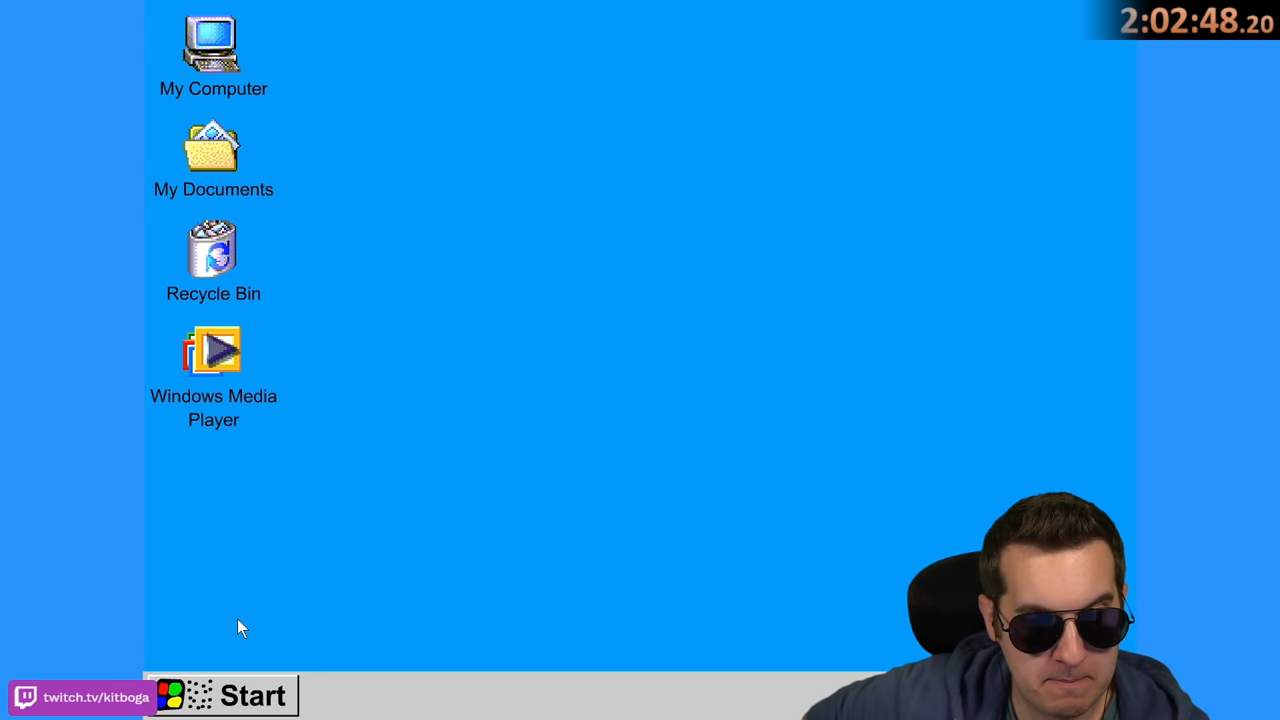 2:02:48.20
My Computer
My Documents
Recycle Bin
Windows Media
Player
twitch.tv/kitboga
Start